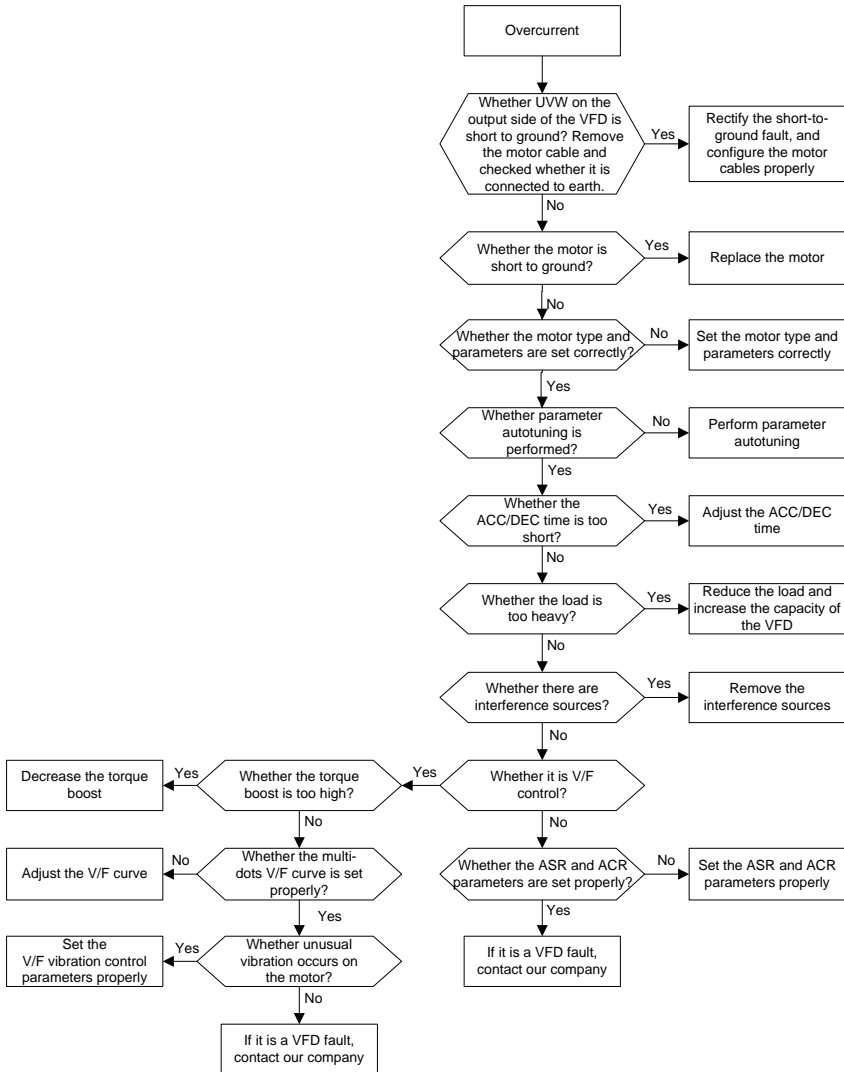 Overcurrent
Whether UVW on the
output side of the VFD is
short to ground? Remove
the motor cable and
checked whether it is
connected to earth.
Yes
Rectify the short-to-
ground fault, and
configure the motor
cables properly
No
Whether the motor is
short to ground?
Yes
Replace the motor
No
Whether the motor type and
parameters are set correctly?
No
Set the motor type and
parameters correctly
Yes
Whether parameter
autotuning is
performed?
No
Perform parameter
autotuning
Yes
Whether the
ACC/DEC time is too
short?
Yes
Adjust the ACC/DEC
time
No
Whether the load is
too heavy?
Yes
Reduce the load and
increase the capacity of
the VFD
No
Whether there are
interference sources?
Yes
Remove the
interference sources
No
Whether it is V/F
control?
Yes
Whether the torque
boost is too high?
Yes
Decrease the torque
boost
No
No
Whether the multi-
dots V/F curve is set
properly?
No
Adjust the V/F curve
Whether the ASR and ACR
parameters are set properly?
No
Set the ASR and ACR
parameters properly
Yes
Yes
Whether unusual
vibration occurs on
the motor?
Yes
Set the
V/F vibration control
parameters properly
If it is a VFD fault,
contact our company
No
If it is a VFD fault,
contact our company